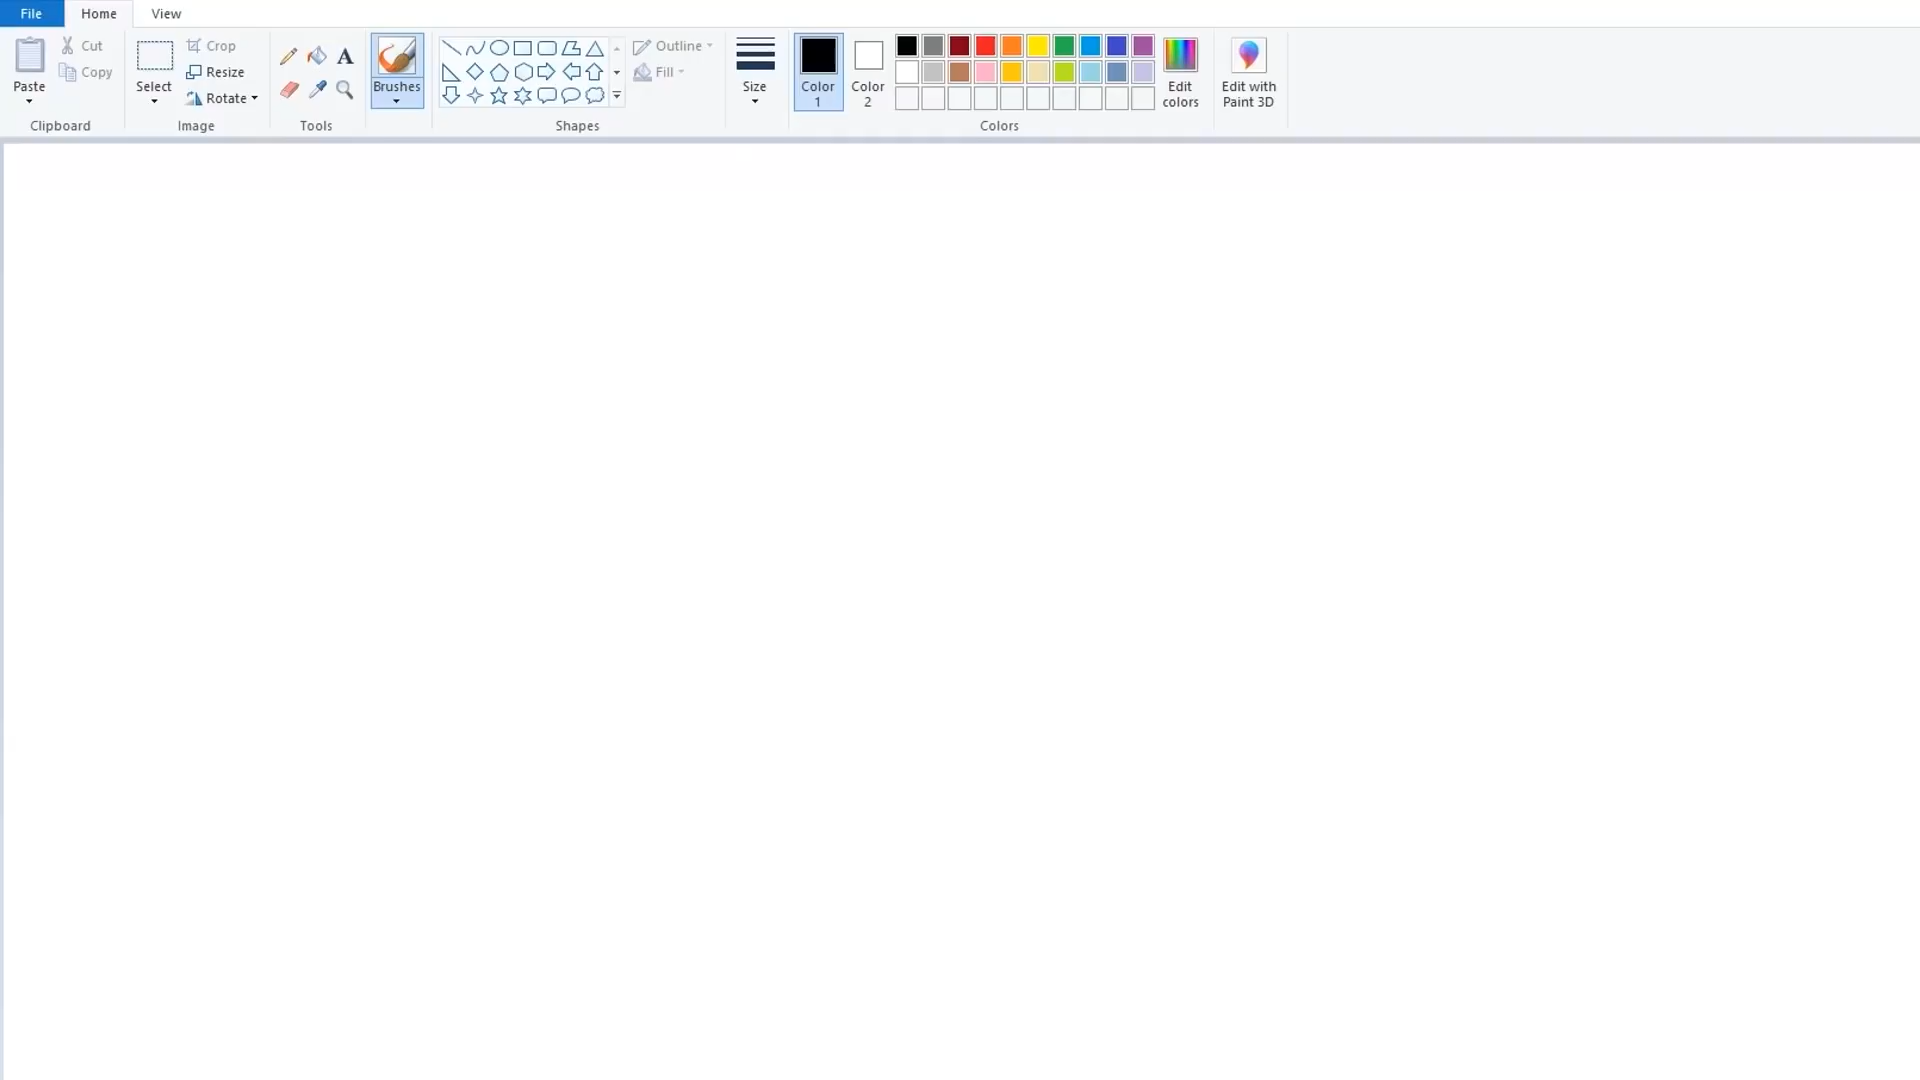 File Home View
Paste Cut Copy Clipboard
Select Crop Resize Rotate Image
A Tools
Brushes
Shapes Outline Fill
Size
Color 1 Color 2 Colors
Edit colors
Edit with Paint 3D